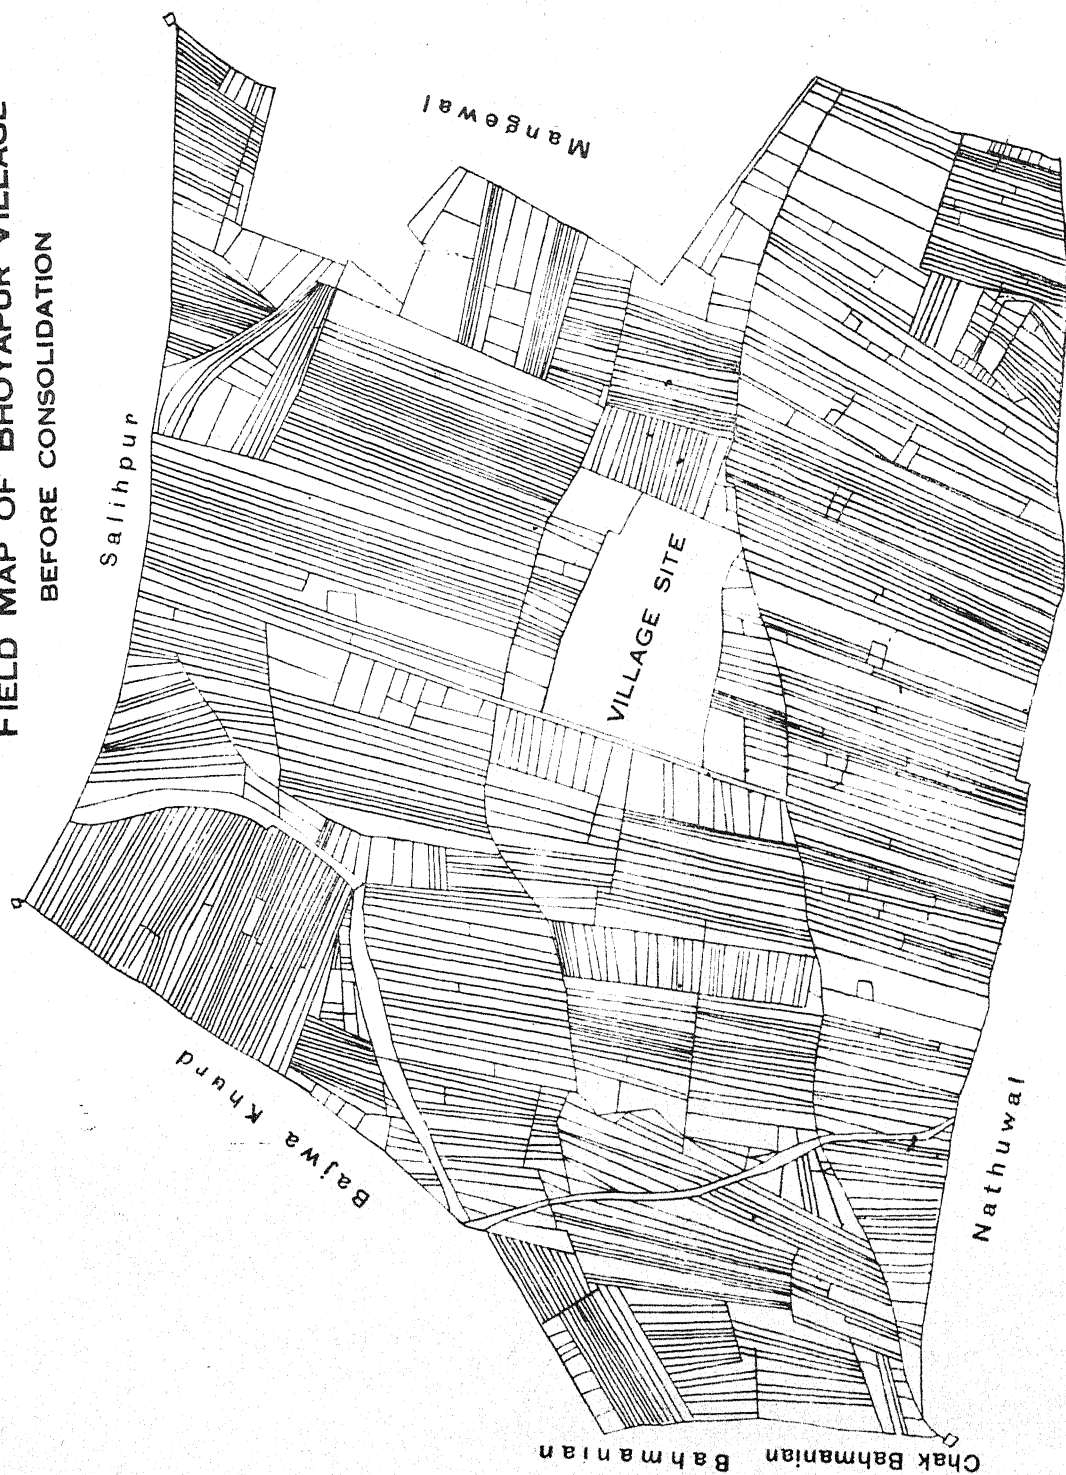 FIELD MAP OF BHOYAPUR VILLAGE
BEFORE CONSOLIDATION
Salihpur
Mangewal
VILLAGE SITE
Bajwa Khurd
Nathuwal
Bahmanian
Chak Bahmanian